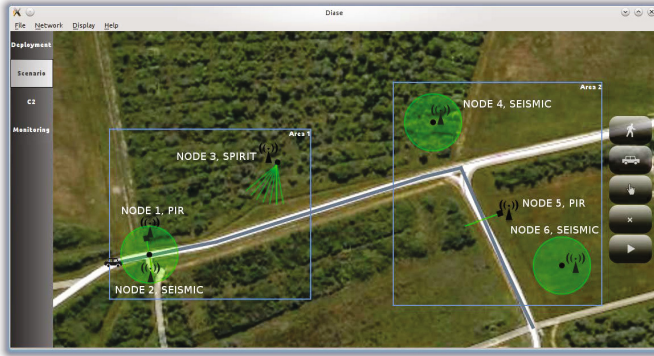 Diase
File Network Display Help
Deployment
Scenario
C2
Monitoring
Area 2
NODE 4, SEISMIC
Area 1
NODE 3, SPIRIT
NODE 1, PIR
NODE 5, PIR
NODE 6, SEISMIC
NODE 2, SEISMIC